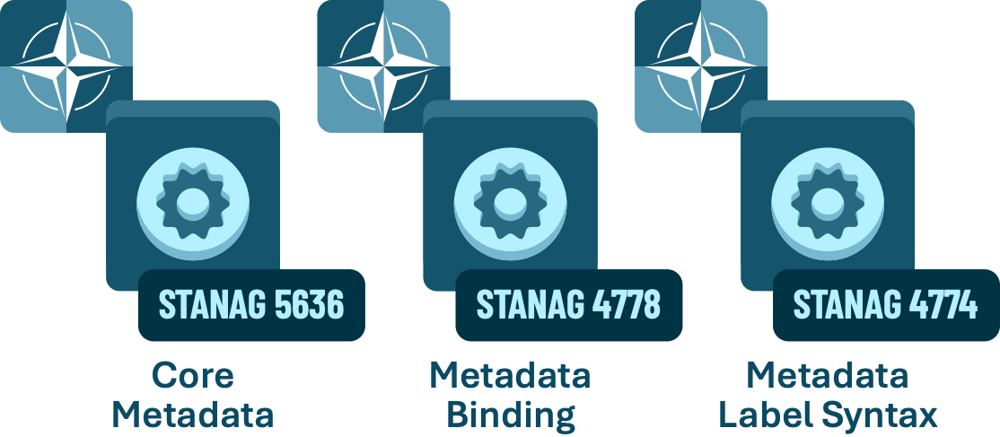 STANAG 5636
Core
Metadata
STANAG 4778
Metadata
Binding
STANAG 4774
Metadata
Label Syntax